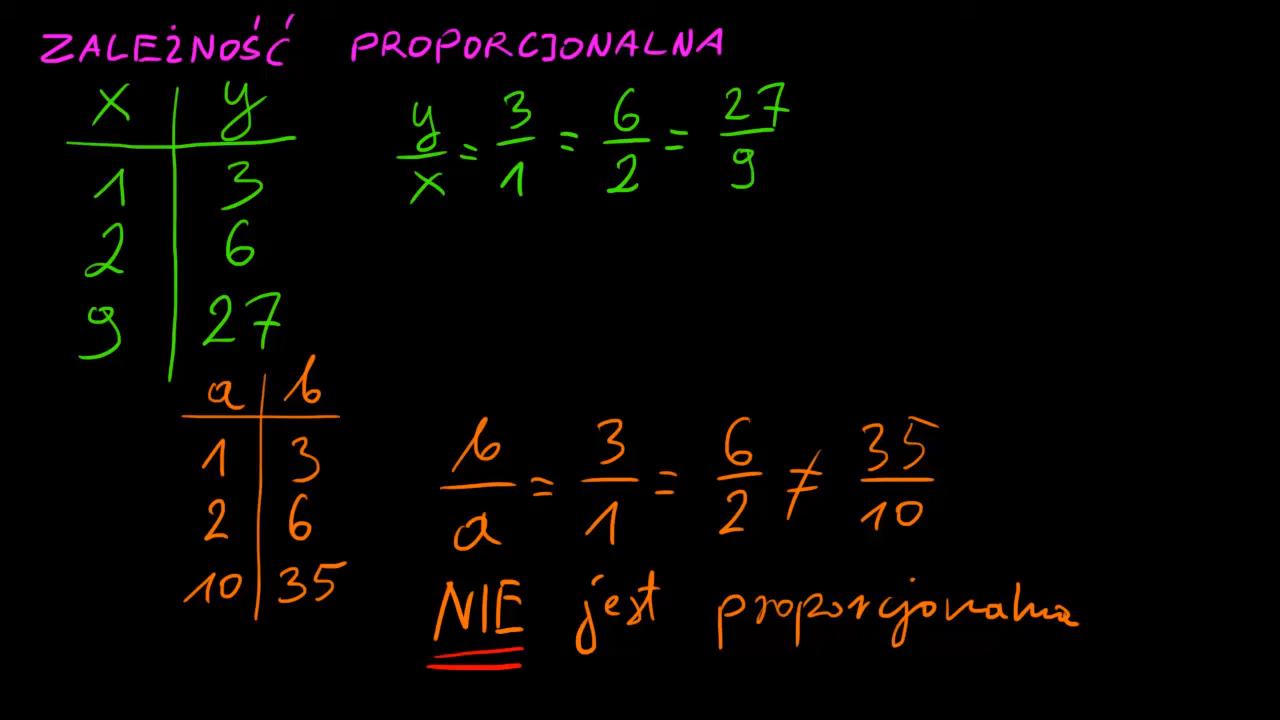 ZALEŻNOŚĆ PROPORCJONALNA
x y
1 3
2 6
9 27
y/x = 3/1 = 6/2 = 27/9
a b
1 3
2 6
10 35
b/a = 3/1 = 6/2 ≠ 35/10
NIE jest proporcjonalna